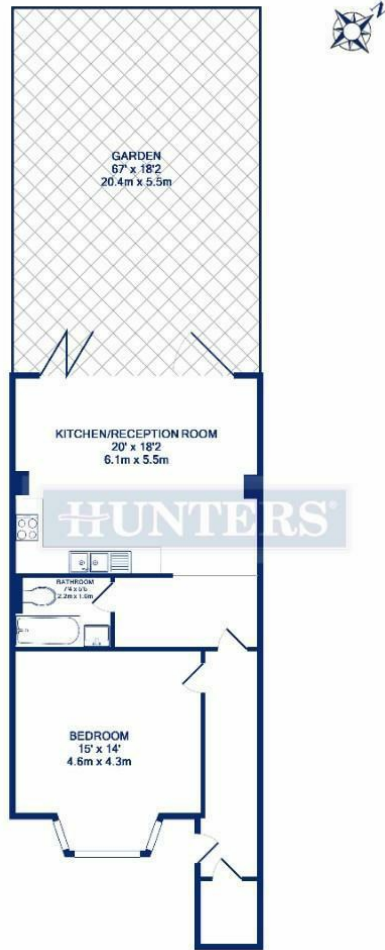 N
GARDEN
67' x 18'2
20.4m x 5.5m
KITCHEN/RECEPTION ROOM
20' x 18'2
6.1m x 5.5m
HUNTERS
BATHROOM
2.2m x 1.6m
BEDROOM
15' x 14'
4.6m x 4.3m